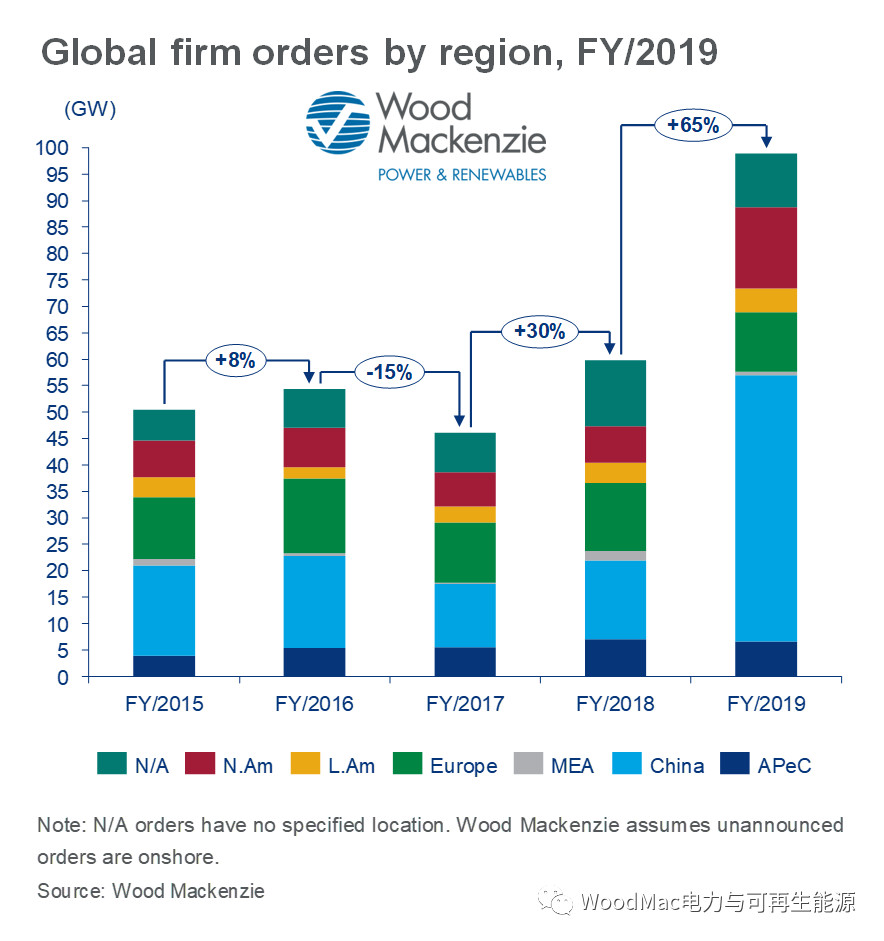 Global firm orders by region, FY/2019
(GW)
Wood
Mackenzie
POWER & RENEWABLES
+65%
100
95
90
85
80
75
70
65
60
55
50
45
40
35
30
25
20
15
10
5
0
+8%
-15%
+30%
FY/2015 FY/2016 FY/2017 FY/2018 FY/2019
N/A N.Am L.Am Europe MEA China APeC
Note: N/A orders have no specified location. Wood Mackenzie assumes unannounced
orders are onshore.
Source: Wood Mackenzie
WoodMac电力与可再生能源